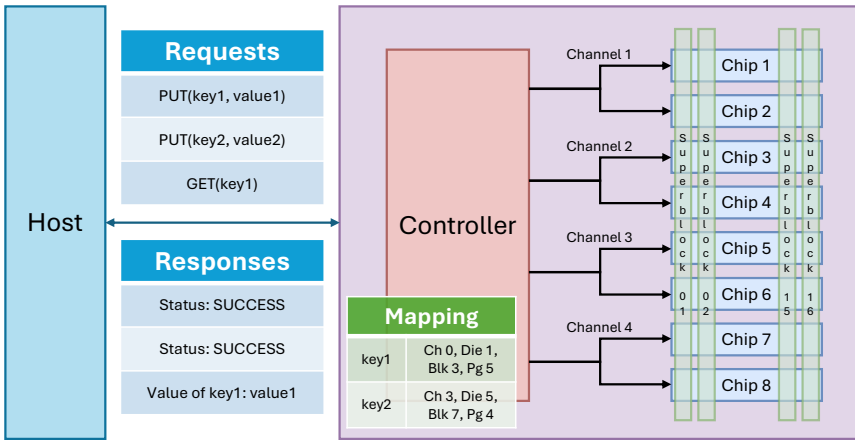 Host
Requests
PUT(key1, value1)
PUT(key2, value2)
GET(key1)
Responses
Status: SUCCESS
Status: SUCCESS
Value of key1: value1
Controller
Mapping
key1
Ch 0, Die 1,
Blk 3, Pg 5
key2
Ch 3, Die 5,
Blk 7, Pg 4
Channel 1
Channel 2
Channel 3
Channel 4
Chip 1
Chip 2
Chip 3
Chip 4
Chip 5
Chip 6
Chip 7
Chip 8
Superblock 01
Superblock 02
Superblock 15
Superblock 16